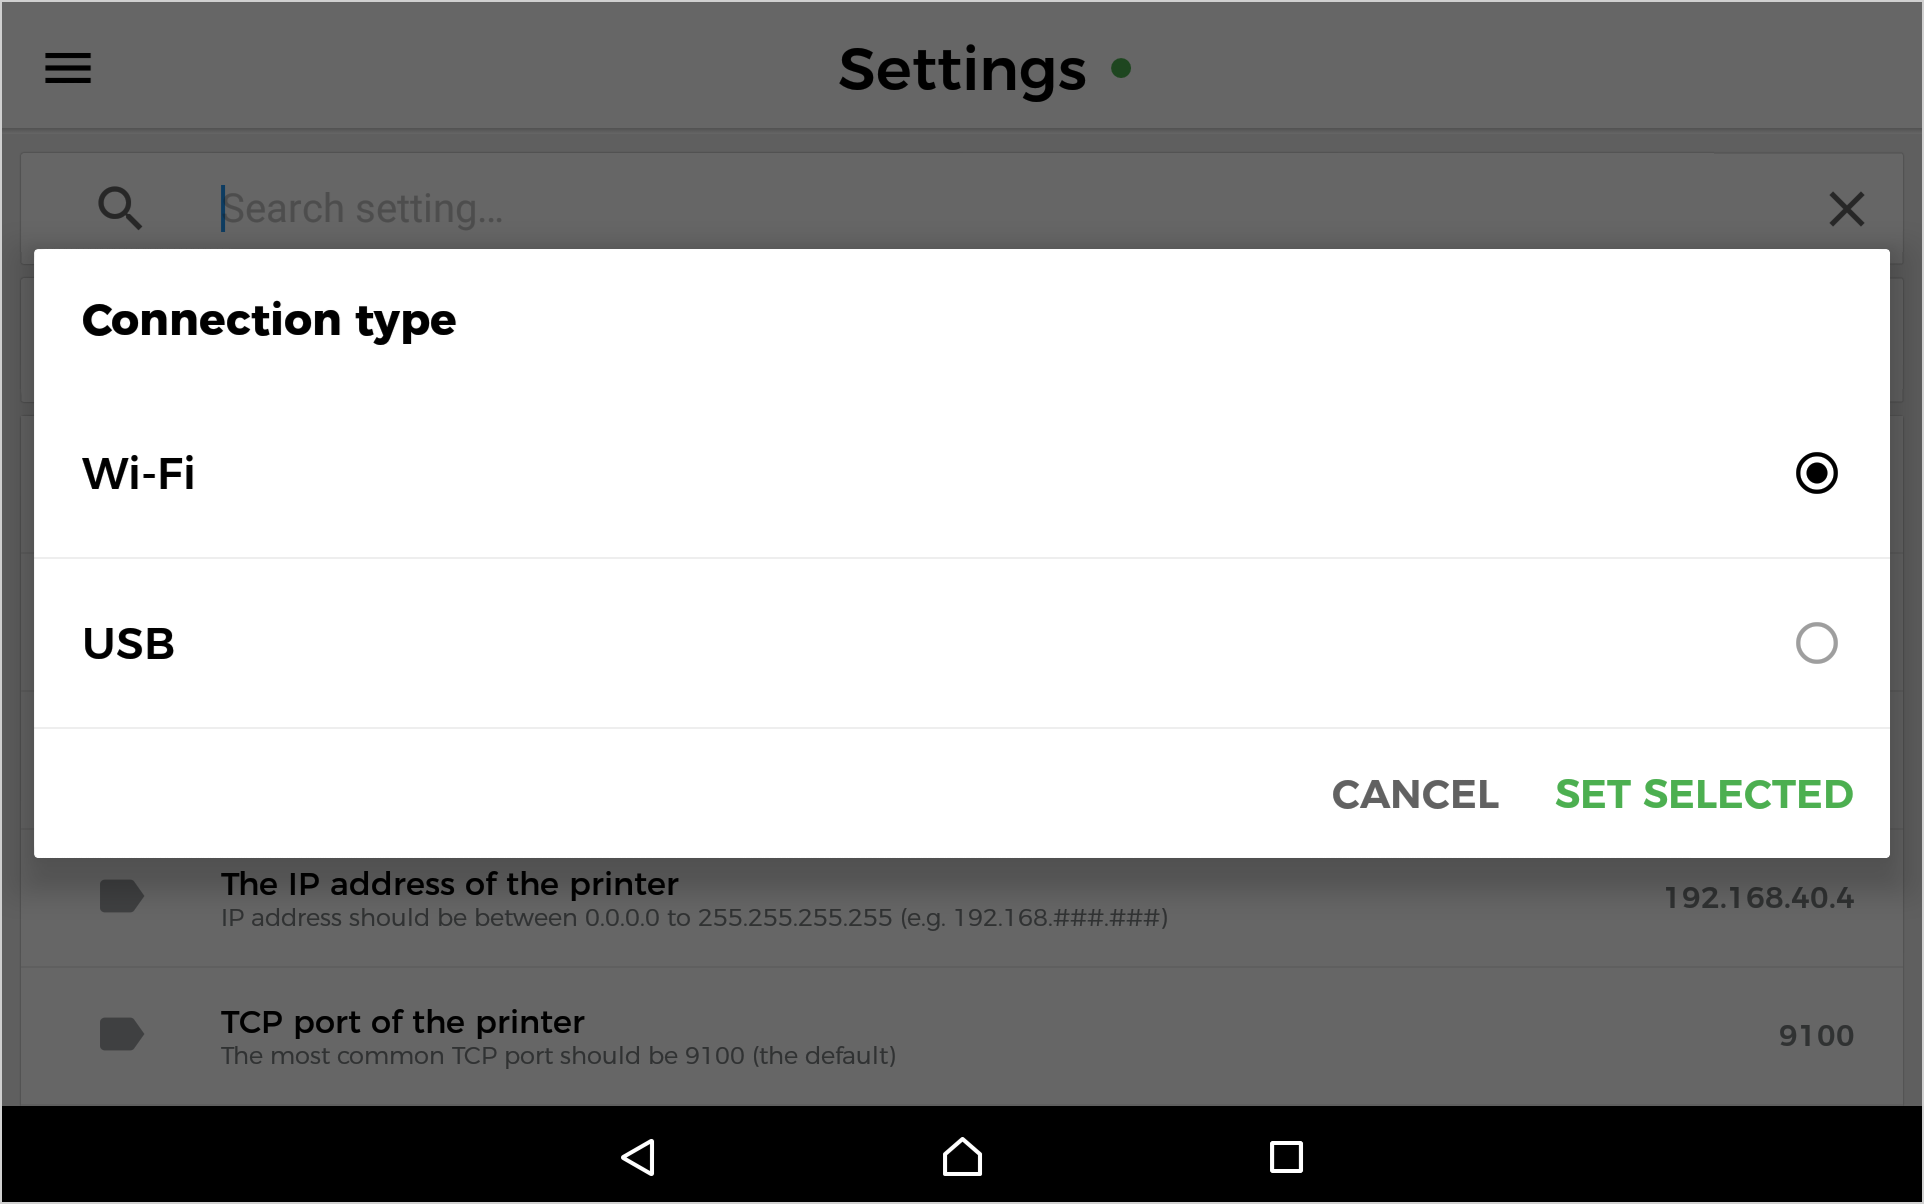 Settings
Search setting...
Connection type
Wi-Fi
USB
CANCEL SET SELECTED
The IP address of the printer
192.168.40.4
IP address should be between 0.0.0.0 to 255.255.255.255 (e.g. 192.168.###.###)
TCP port of the printer
9100
The most common TCP port should be 9100 (the default)